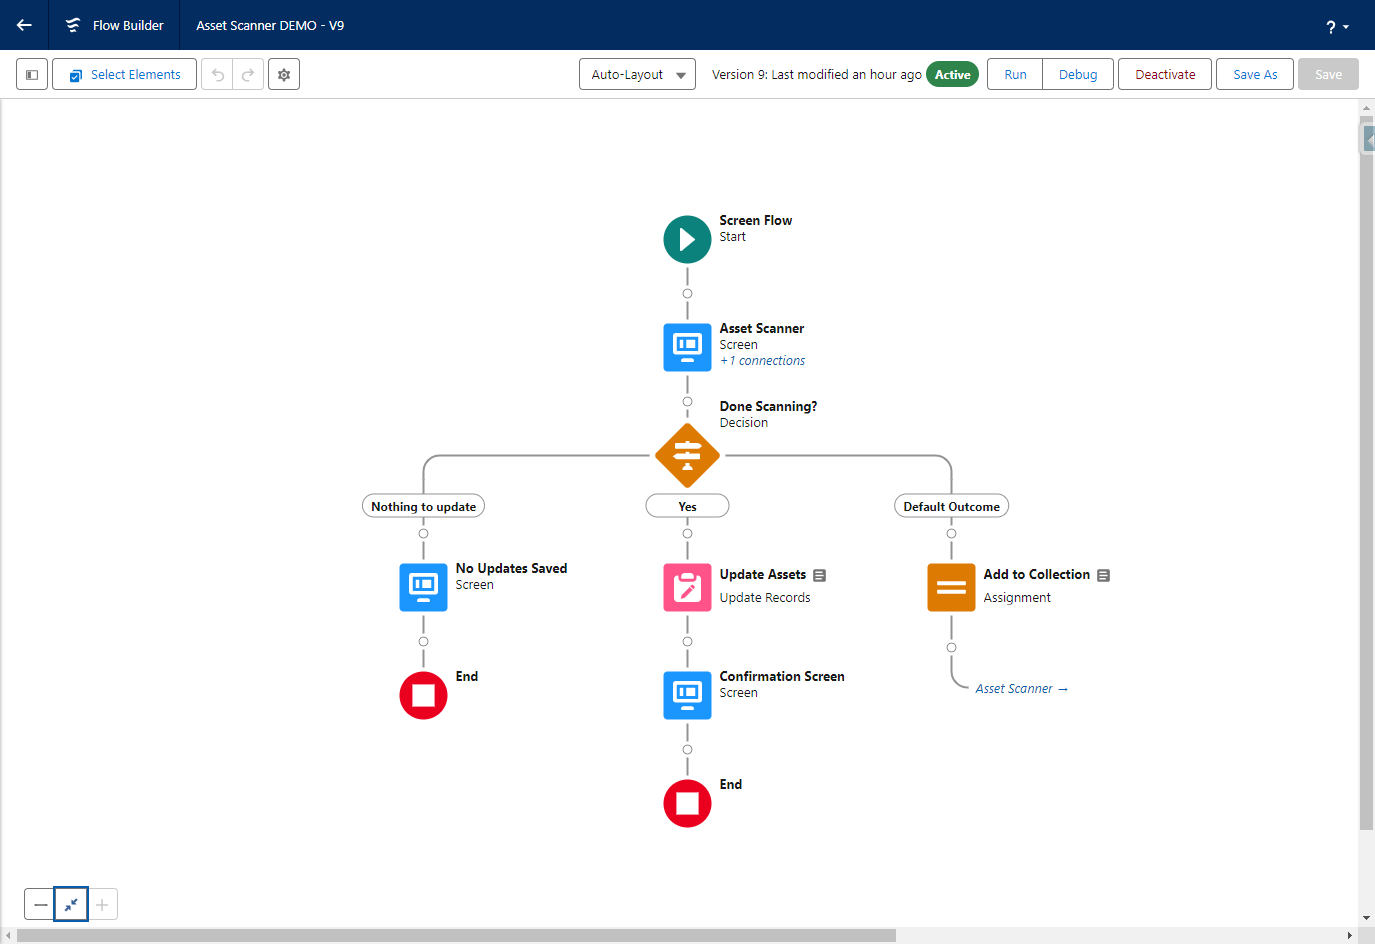 Flow Builder
Asset Scanner DEMO - V9
?
Select Elements
Auto-Layout
Version 9: Last modified an hour ago
Active
Run
Debug
Deactivate
Save As
Save
Screen Flow
Start
Asset Scanner
Screen
+1 connections
Done Scanning?
Decision
Nothing to update
Yes
Default Outcome
No Updates Saved
Screen
Update Assets
Update Records
Add to Collection
Assignment
End
Confirmation Screen
Screen
Asset Scanner →
End